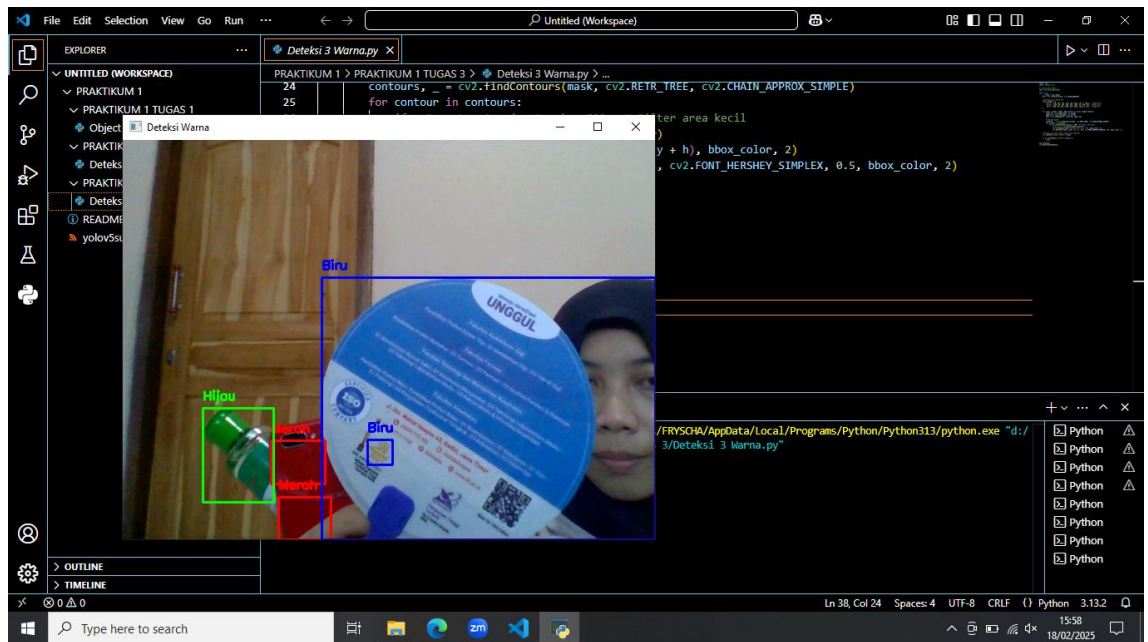 File Edit Selection View Go Run ··· Untitled (Workspace)
EXPLORER ···
Deteksi 3 Warna.py
UNTITLED (WORKSPACE)
PRAKTIKUM 1 > PRAKTIKUM 1 TUGAS 3 > Deteksi 3 Warna.py > ...
PRAKTIKUM 1
24 contours, _ = cv2.findContours(mask, cv2.RETR_TREE, cv2.CHAIN_APPROX_SIMPLE)
25 for contour in contours:
PRAKTIKUM 1 TUGAS 1
Object
Deteksi Warna
area kecil
)
PRAKTIK
y + h), bbox_color, 2)
Deteks
, cv2.FONT_HERSHEY_SIMPLEX, 0.5, bbox_color, 2)
PRAKTIK
Deteks
README
yolov5su
Biru
UNGGUL
Hijau
ISO
Biru
Merah
Merah
/FRYSCHA/AppData/Local/Programs/Python/Python313/python.exe "d:/
3/Deteksi 3 Warna.py"
Python
Python
Python
Python
Python
Python
Python
Python
OUTLINE
TIMELINE
0 0 Ln 38, Col 24 Spaces: 4 UTF-8 CRLF {} Python 3.13.2
Type here to search
zm
15:58
18/02/2025